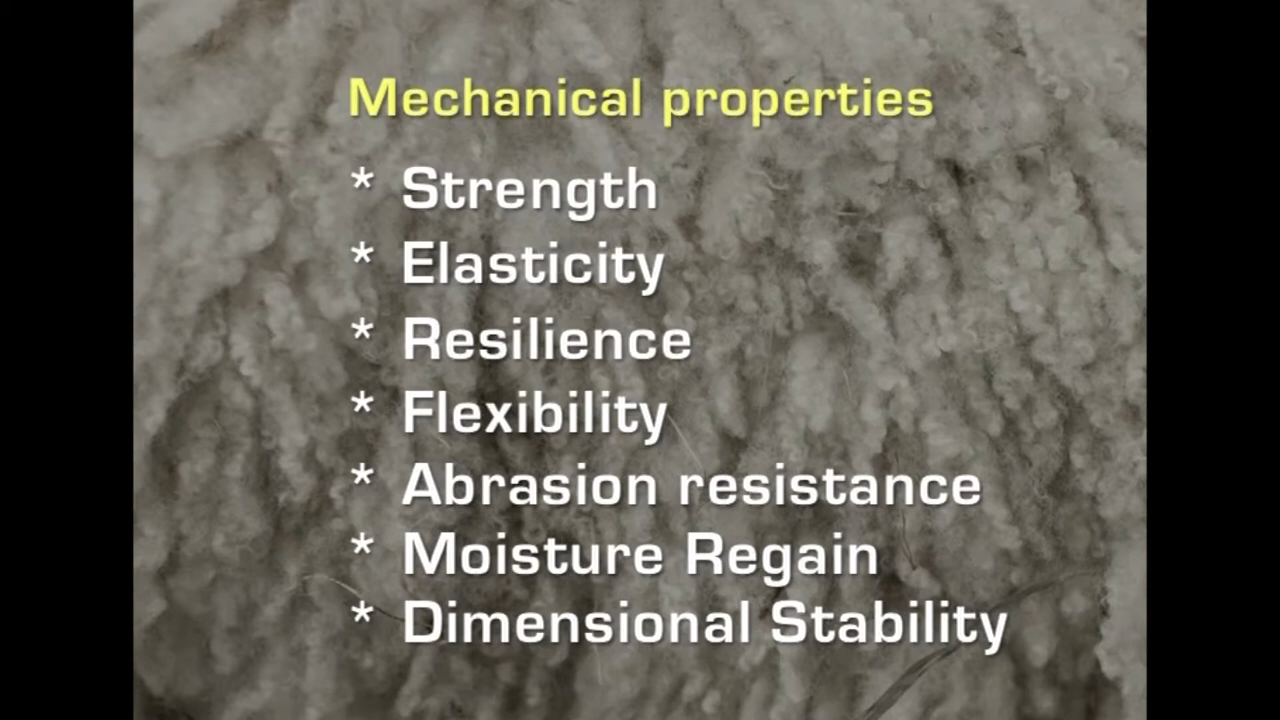 Mechanical properties
* Strength
* Elasticity
* Resilience
* Flexibility
* Abrasion resistance
* Moisture Regain
* Dimensional Stability